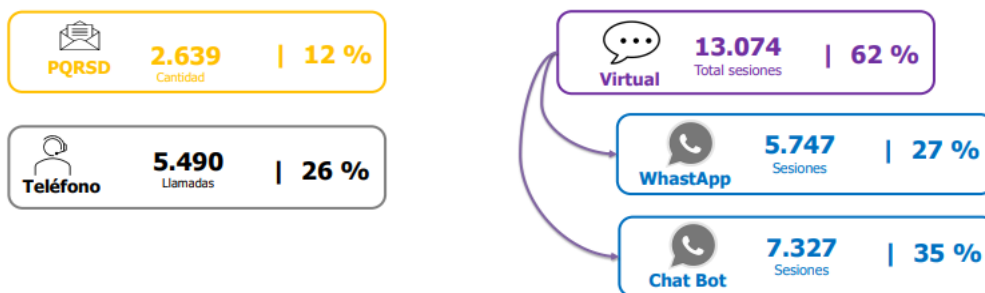 PQRSD
2.639
Cantidad
| 12 %
Teléfono
5.490
Llamadas
| 26 %
Virtual
13.074
Total sesiones
| 62 %
WhastApp
5.747
Sesiones
| 27 %
Chat Bot
7.327
Sesiones
| 35 %